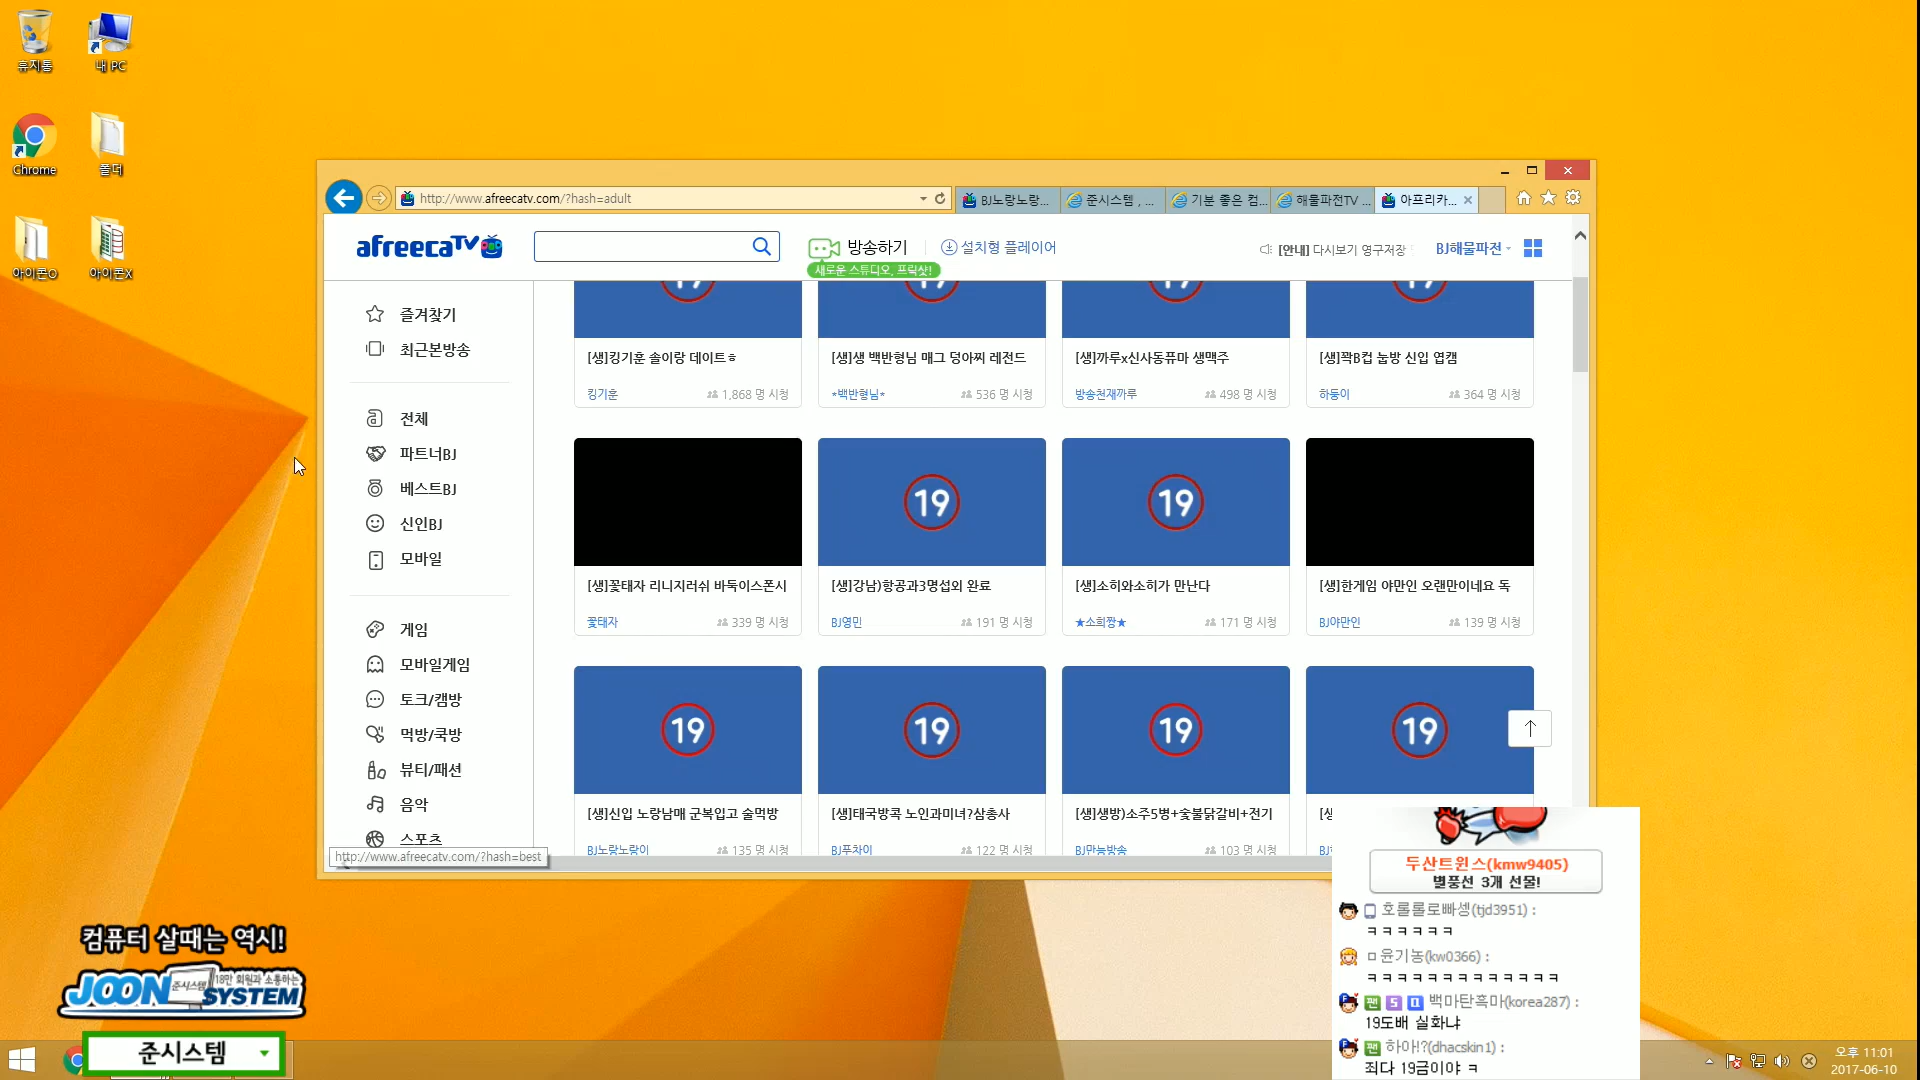 휴지통
내 PC
Chrome
폴더
아이콘O
아이콘X
http://www.afreecatv.com/?hash=adult
BJ노랑노랑...
준시스템 , ...
기분 좋은 컴...
해물파전TV ...
아프리카...
afreecaTV
방송하기
새로운 스튜디오, 프릭샷!
설치형 플레이어
[안내] 다시보기 영구저장
BJ해물파전
즐겨찾기
최근본방송
전체
파트너BJ
베스트BJ
신인BJ
모바일
게임
모바일게임
토크/캠방
먹방/쿡방
뷰티/패션
음악
스포츠
[생]킹기훈 솔이랑 데이트ㅎ
킹기훈 1,868 명 시청
[생]생 백반형님 매그 덩아찌 레전드
*백반형님* 536 명 시청
[생]까루x신사동퓨마 생맥주
방송천재까루 498 명 시청
[생]짝B컵 눕방 신입 엽캠
하둥이 364 명 시청
19
19
[생]꽃태자 리니지러쉬 바둑이스폰시
꽃태자 339 명 시청
[생]강남)항공과3명섭외 완료
BJ영민 191 명 시청
[생]소히와소히가 만난다
★소희짱★ 171 명 시청
[생]한게임 야만인 오랜만이네요 독
BJ야만인 139 명 시청
19
19
19
19
[생]신입 노랑남매 군복입고 술먹방
BJ노랑노랑이 135 명 시청
[생]태국방콕 노인과미녀?삼총사
BJ푸차이 122 명 시청
[생]생방)소주5병+숯불닭갈비+전기
BJ만능방송 103 명 시청
http://www.afreecatv.com/?hash=best
두산트윈스(kmw9405)
별풍선 3개 선물!
호롤롤로빠셍(tjd3951) :
ㅋㅋㅋㅋㅋㅋ
ㅁ윤기농(kw0366) :
ㅋㅋㅋㅋㅋㅋㅋㅋㅋㅋㅋㅋㅋ
팬 5 백마탄흑마(korea287) :
19도배 실화냐
팬 하아!?(dhacskin1) :
죄다 19금이야 ㅋ
컴퓨터 살때는 역시!
JOON SYSTEM
준시스템
18만 회원과 소통하는
준시스템
오후 11:01
2017-06-10